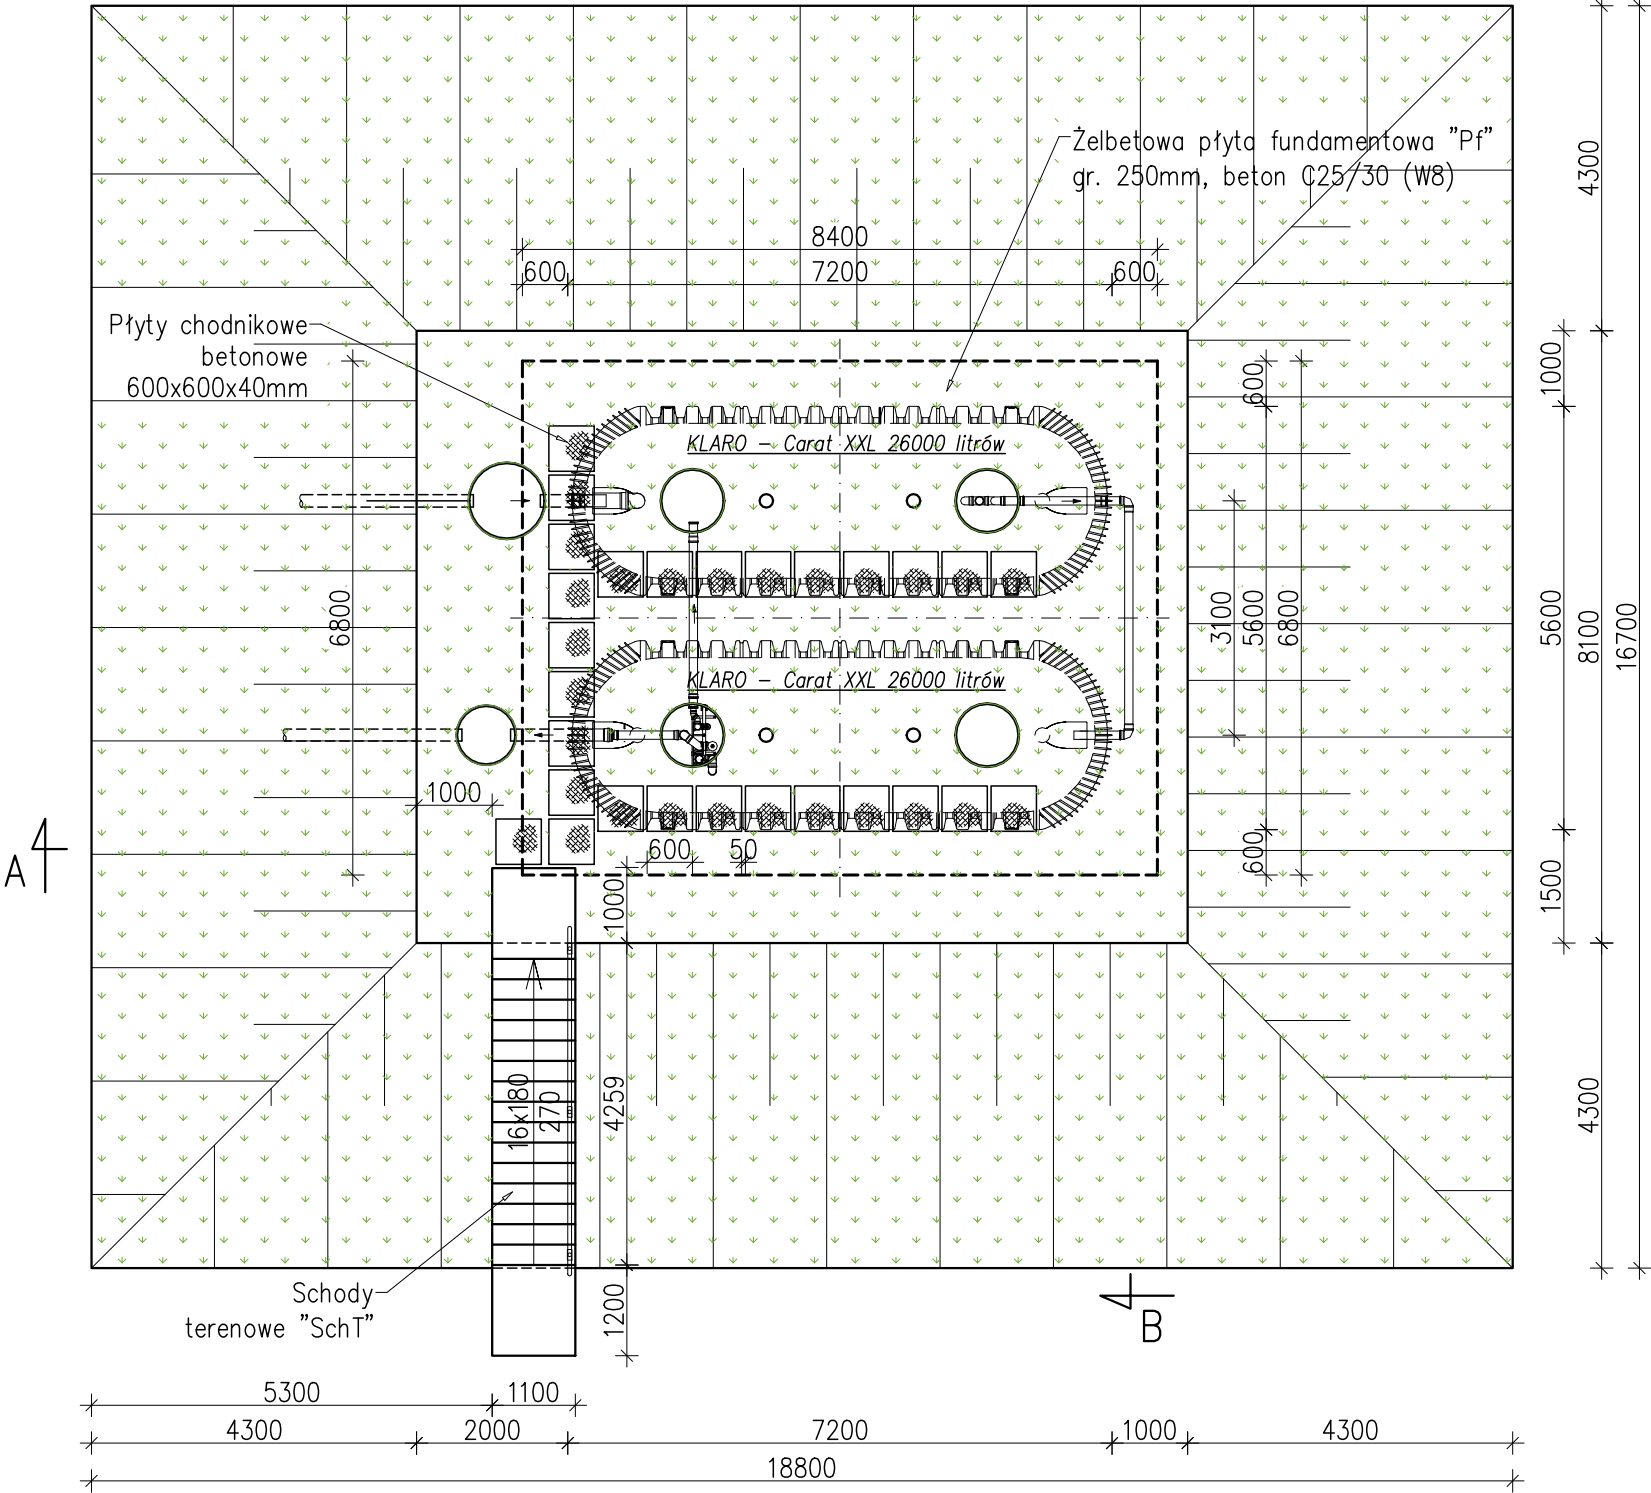 4300
Żelbetowa płyta fundamentowa "Pf"
gr. 250mm, beton C25/30 (W8)
8400
600
7200
600
Płyty chodnikowe
betonowe
600x600x40mm
1000
600
KLARO – Carat XXL 26000 litrów
6800
3100
5600
6800
5600
8100
16700
KLARO – Carat XXL 26000 litrów
1000
600
50
600
A
1000
1500
16x180
270
4259
4300
Schody
terenowe "SchT"
1200
B
5300
1100
4300
2000
7200
1000
4300
18800